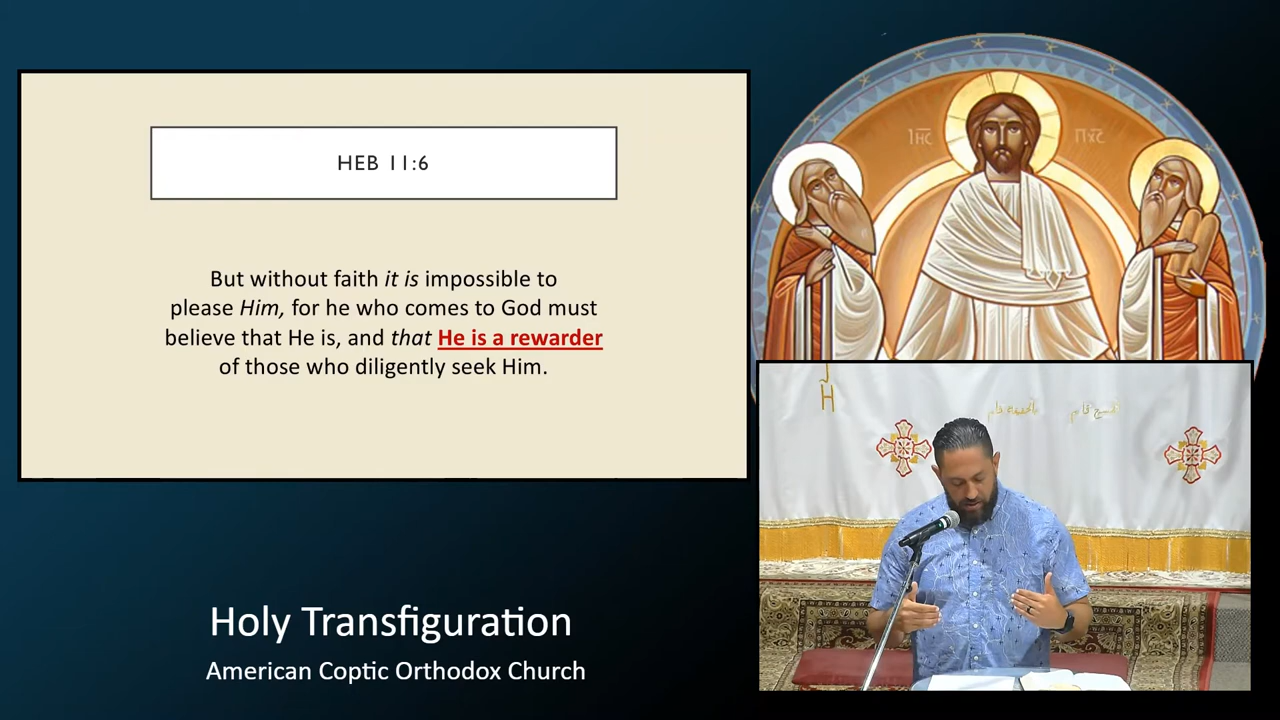 HEB 11:6
But without faith it is impossible to
please Him, for he who comes to God must
believe that He is, and that He is a rewarder
of those who diligently seek Him.
Holy Transfiguration
American Coptic Orthodox Church
H